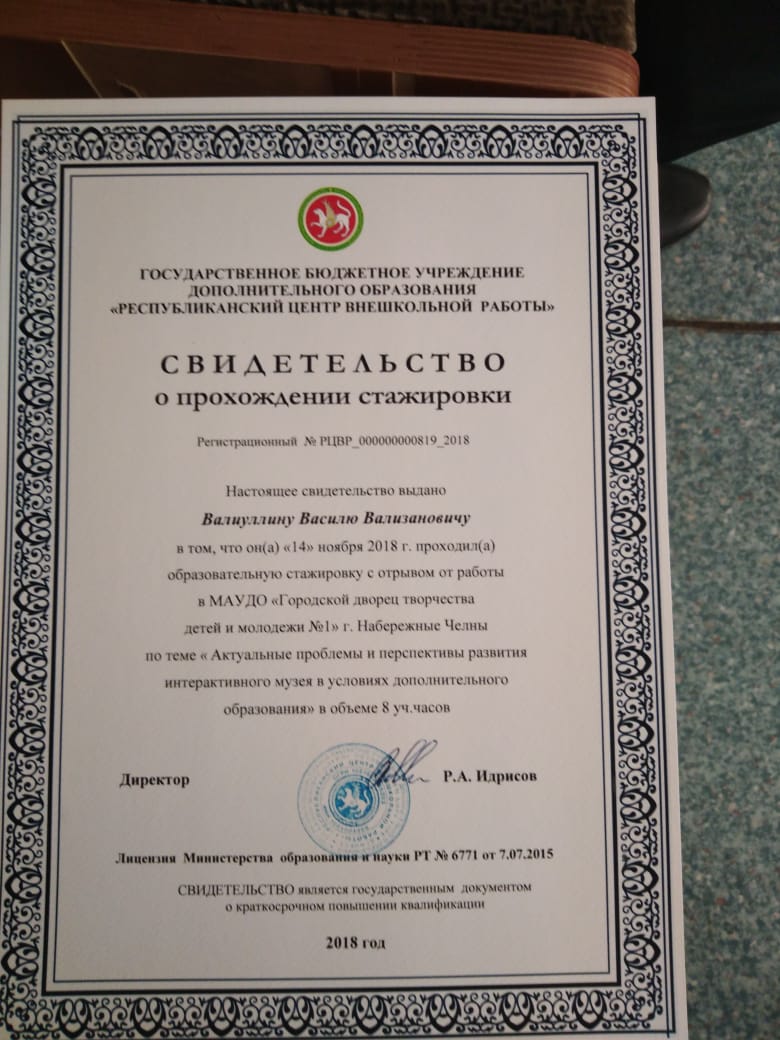 ГОСУДАРСТВЕННОЕ БЮДЖЕТНОЕ УЧРЕЖДЕНИЕ
ДОПОЛНИТЕЛЬНОГО ОБРАЗОВАНИЯ
«РЕСПУБЛИКАНСКИЙ ЦЕНТР ВНЕШКОЛЬНОЙ РАБОТЫ»
СВИДЕТЕЛЬСТВО
о прохождении стажировки
Регистрационный № РЦВР_000000000819_2018
Настоящее свидетельство выдано
Валиуллину Василю Вализановичу
в том, что он(а) «14» ноября 2018 г. проходил(а)
образовательную стажировку с отрывом от работы
в МАУДО «Городской дворец творчества
детей и молодежи №1» г. Набережные Челны
по теме « Актуальные проблемы и перспективы развития
интерактивного музея в условиях дополнительного
образования» в объеме 8 уч.часов
Директор Р.А. Идрисов
Лицензия Министерства образования и науки РТ № 6771 от 7.07.2015
СВИДЕТЕЛЬСТВО является государственным документом
о краткосрочном повышении квалификации
2018 год